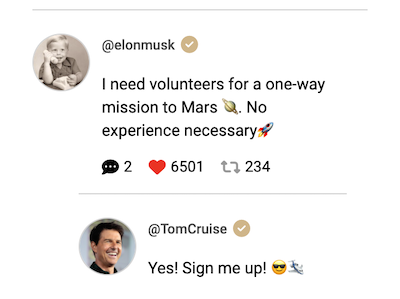 @elonmusk
I need volunteers for a one-way
mission to Mars 🪐. No
experience necessary🚀
2 6501 234
@TomCruise
Yes! Sign me up! 😎🏃